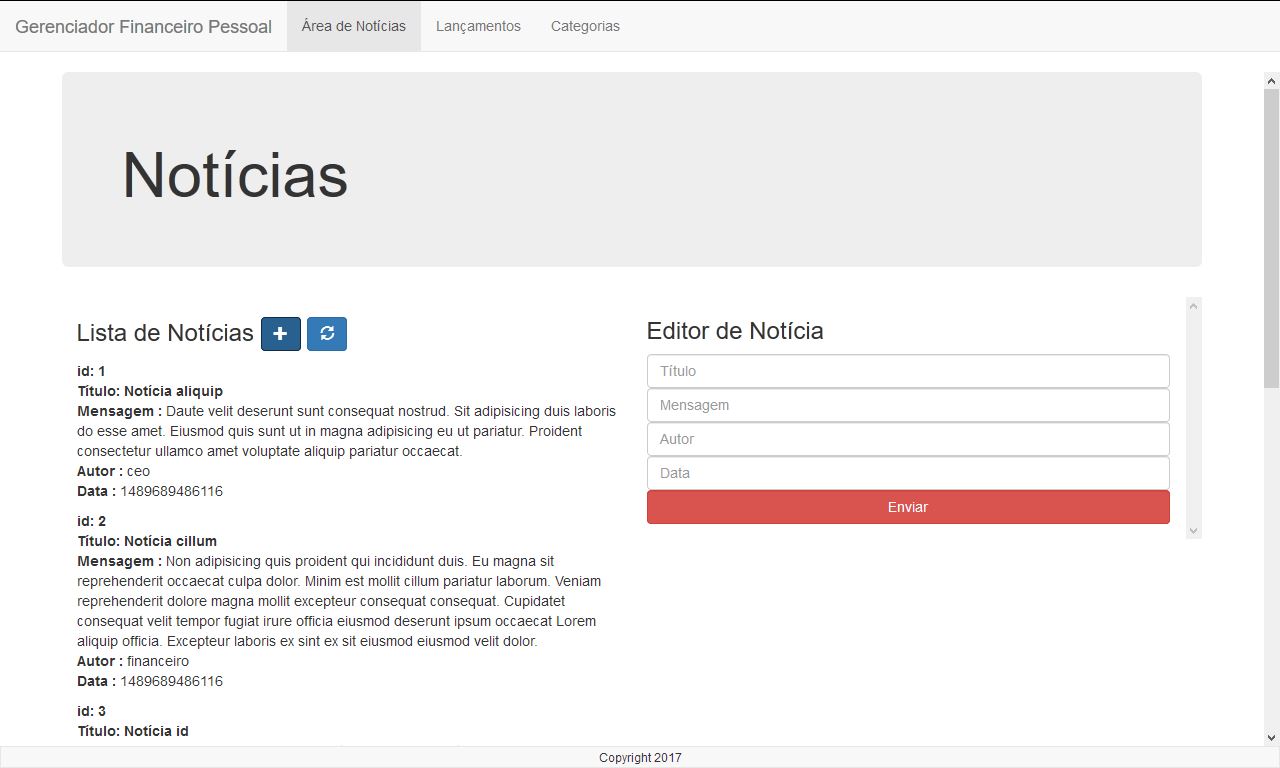 Gerenciador Financeiro Pessoal Área de Notícias Lançamentos Categorias
Notícias
Lista de Notícias
id: 1
Título: Notícia aliquip
Mensagem : Daute velit deserunt sunt consequat nostrud. Sit adipisicing duis laboris
do esse amet. Eiusmod quis sunt ut in magna adipisicing eu ut pariatur. Proident
consectetur ullamco amet voluptate aliquip pariatur occaecat.
Autor : ceo
Data : 1489689486116
id: 2
Título: Notícia cillum
Mensagem : Non adipisicing quis proident qui incididunt duis. Eu magna sit
reprehenderit occaecat culpa dolor. Minim est mollit cillum pariatur laborum. Veniam
reprehenderit dolore magna mollit excepteur consequat consequat. Cupidatet
consequat velit tempor fugiat irure officia eiusmod deserunt ipsum occaecat Lorem
aliquip officia. Excepteur laboris ex sint ex sit eiusmod eiusmod velit dolor.
Autor : financeiro
Data : 1489689486116
id: 3
Título: Notícia id
Editor de Notícia
Título
Mensagem
Autor
Data
Enviar
Copyright 2017